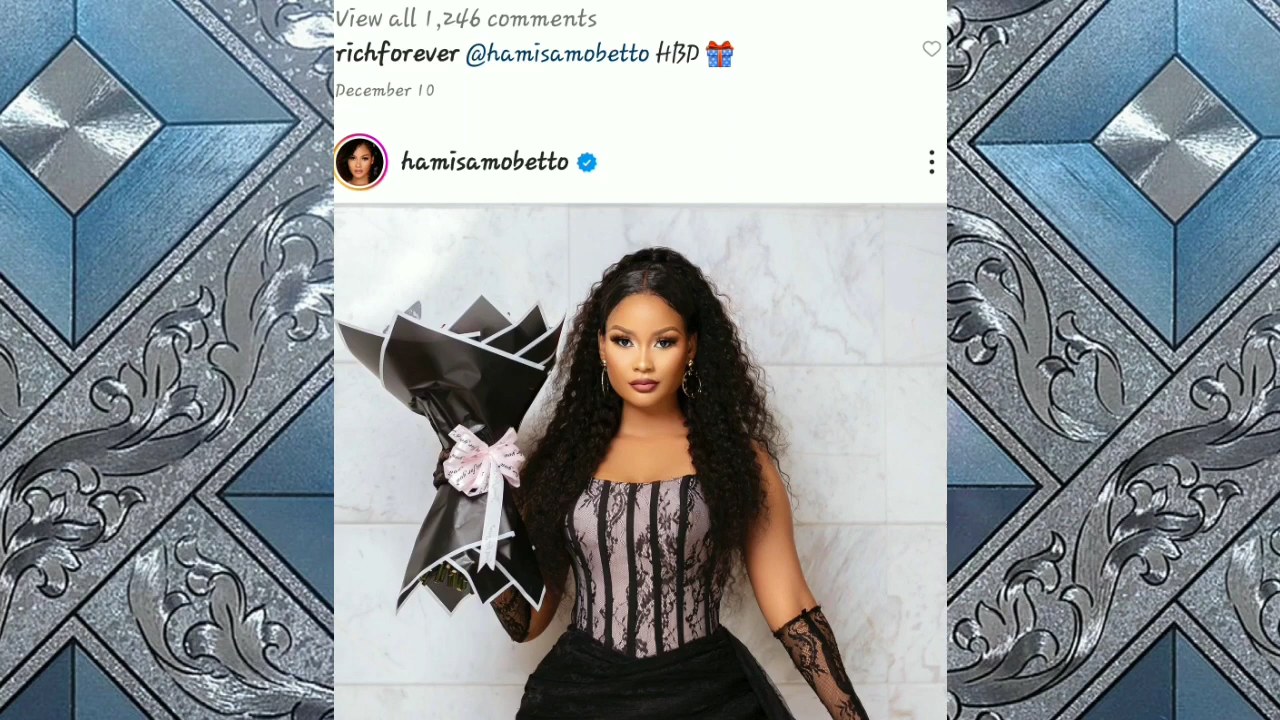 View all 1,246 comments
richforever @hamisamobetto HBD 🎁
December 10
hamisamobetto